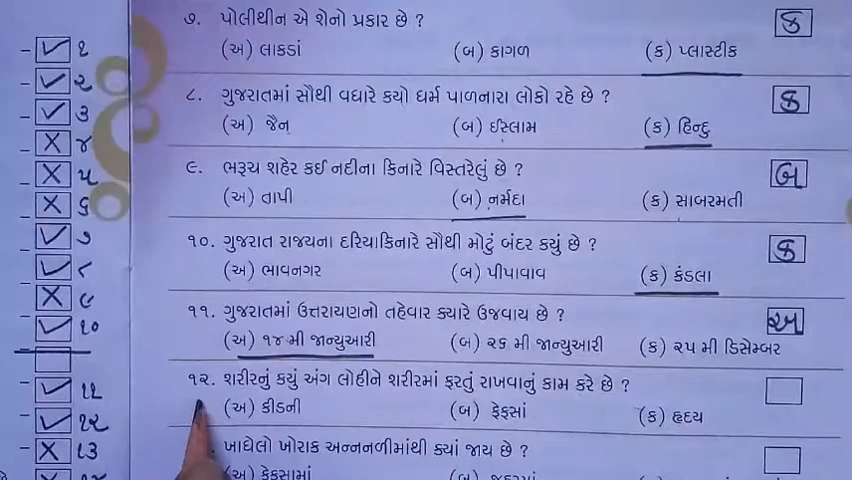 ૭. પોલીથીન એ શેનો પ્રકાર છે ? ક
(અ) લાકડાં (બ) કાગળ (ક) પ્લાસ્ટીક
૮. ગુજરાતમાં સૌથી વધારે કયો ધર્મ પાળનારા લોકો રહે છે ? ક
(અ) જૈન (બ) ઈસ્લામ (ક) હિન્દુ
૯. ભરૂચ શહેર કઈ નદીના કિનારે વિસ્તરેલું છે ? બ
(અ) તાપી (બ) નર્મદા (ક) સાબરમતી
૧૦. ગુજરાત રાજ્યના દરિયાકિનારે સૌથી મોટું બંદર કયું છે ? ક
(અ) ભાવનગર (બ) પીપાવાવ (ક) કંડલા
૧૧. ગુજરાતમાં ઉત્તરાયણનો તહેવાર ક્યારે ઉજવાય છે ? અ
(અ) ૧૪ મી જાન્યુઆરી (બ) ૨૬ મી જાન્યુઆરી (ક) ૨૫ મી ડિસેમ્બર
૧૨. શરીરનું કયું અંગ લોહીને શરીરમાં ફરતું રાખવાનું કામ કરે છે ?
(અ) કીડની (બ) ફેફસાં (ક) હૃદય
ખાધેલો ખોરાક અન્નનળીમાંથી ક્યાં જાય છે ?
(અ) ફેફસામાં (બ)
૧
૨
૩
૪
૫
૬
૭
૮
૯
૧૦
૧૧
૧૨
૧૩